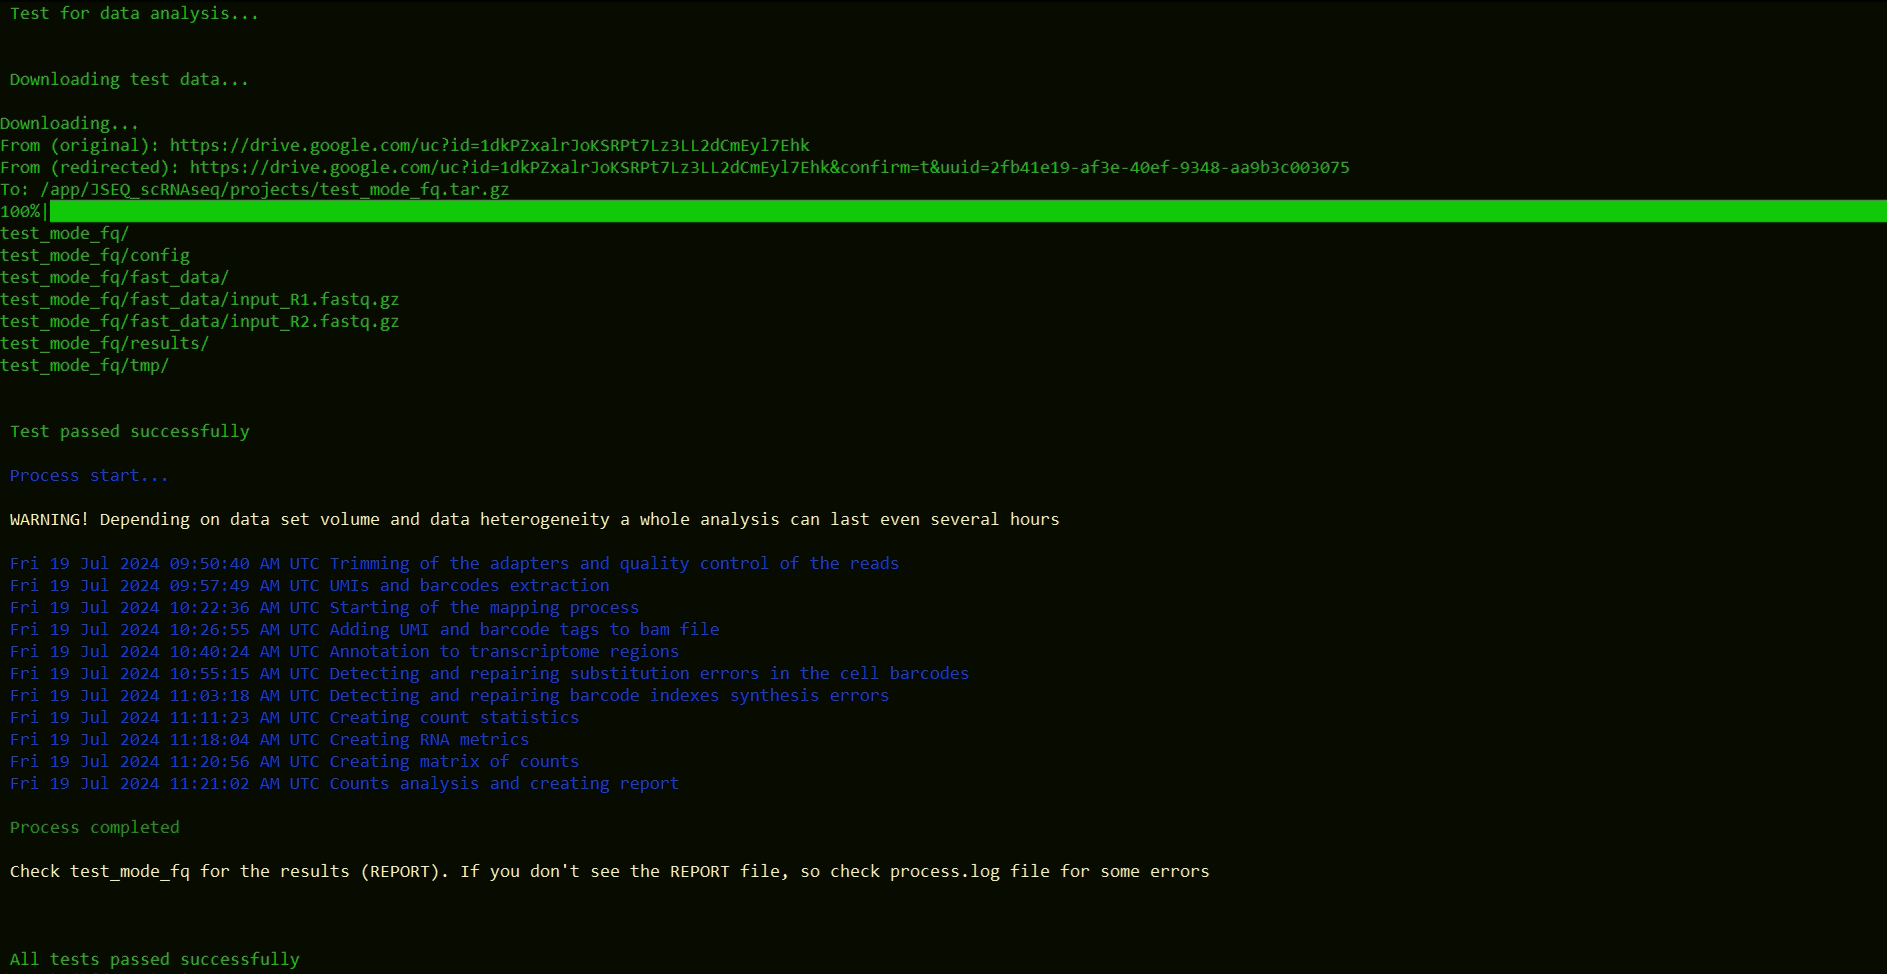 Test for data analysis...
Downloading test data...
Downloading...
From (original): https://drive.google.com/uc?id=1dkPZxalrJoKSRPt7Lz3LL2dCmEyl7Ehk
From (redirected): https://drive.google.com/uc?id=1dkPZxalrJoKSRPt7Lz3LL2dCmEyl7Ehk&confirm=t&uuid=2fb41e19-af3e-40ef-9348-aa9b3c003075
To: /app/JSEQ_scRNAseq/projects/test_mode_fq.tar.gz
100%|
test_mode_fq/
test_mode_fq/config
test_mode_fq/fast_data/
test_mode_fq/fast_data/input_R1.fastq.gz
test_mode_fq/fast_data/input_R2.fastq.gz
test_mode_fq/results/
test_mode_fq/tmp/
Test passed successfully
Process start...
WARNING! Depending on data set volume and data heterogeneity a whole analysis can last even several hours
Fri 19 Jul 2024 09:50:40 AM UTC Trimming of the adapters and quality control of the reads
Fri 19 Jul 2024 09:57:49 AM UTC UMIs and barcodes extraction
Fri 19 Jul 2024 10:22:36 AM UTC Starting of the mapping process
Fri 19 Jul 2024 10:26:55 AM UTC Adding UMI and barcode tags to bam file
Fri 19 Jul 2024 10:40:24 AM UTC Annotation to transcriptome regions
Fri 19 Jul 2024 10:55:15 AM UTC Detecting and repairing substitution errors in the cell barcodes
Fri 19 Jul 2024 11:03:18 AM UTC Detecting and repairing barcode indexes synthesis errors
Fri 19 Jul 2024 11:11:23 AM UTC Creating count statistics
Fri 19 Jul 2024 11:18:04 AM UTC Creating RNA metrics
Fri 19 Jul 2024 11:20:56 AM UTC Creating matrix of counts
Fri 19 Jul 2024 11:21:02 AM UTC Counts analysis and creating report
Process completed
Check test_mode_fq for the results (REPORT). If you don't see the REPORT file, so check process.log file for some errors
All tests passed successfully